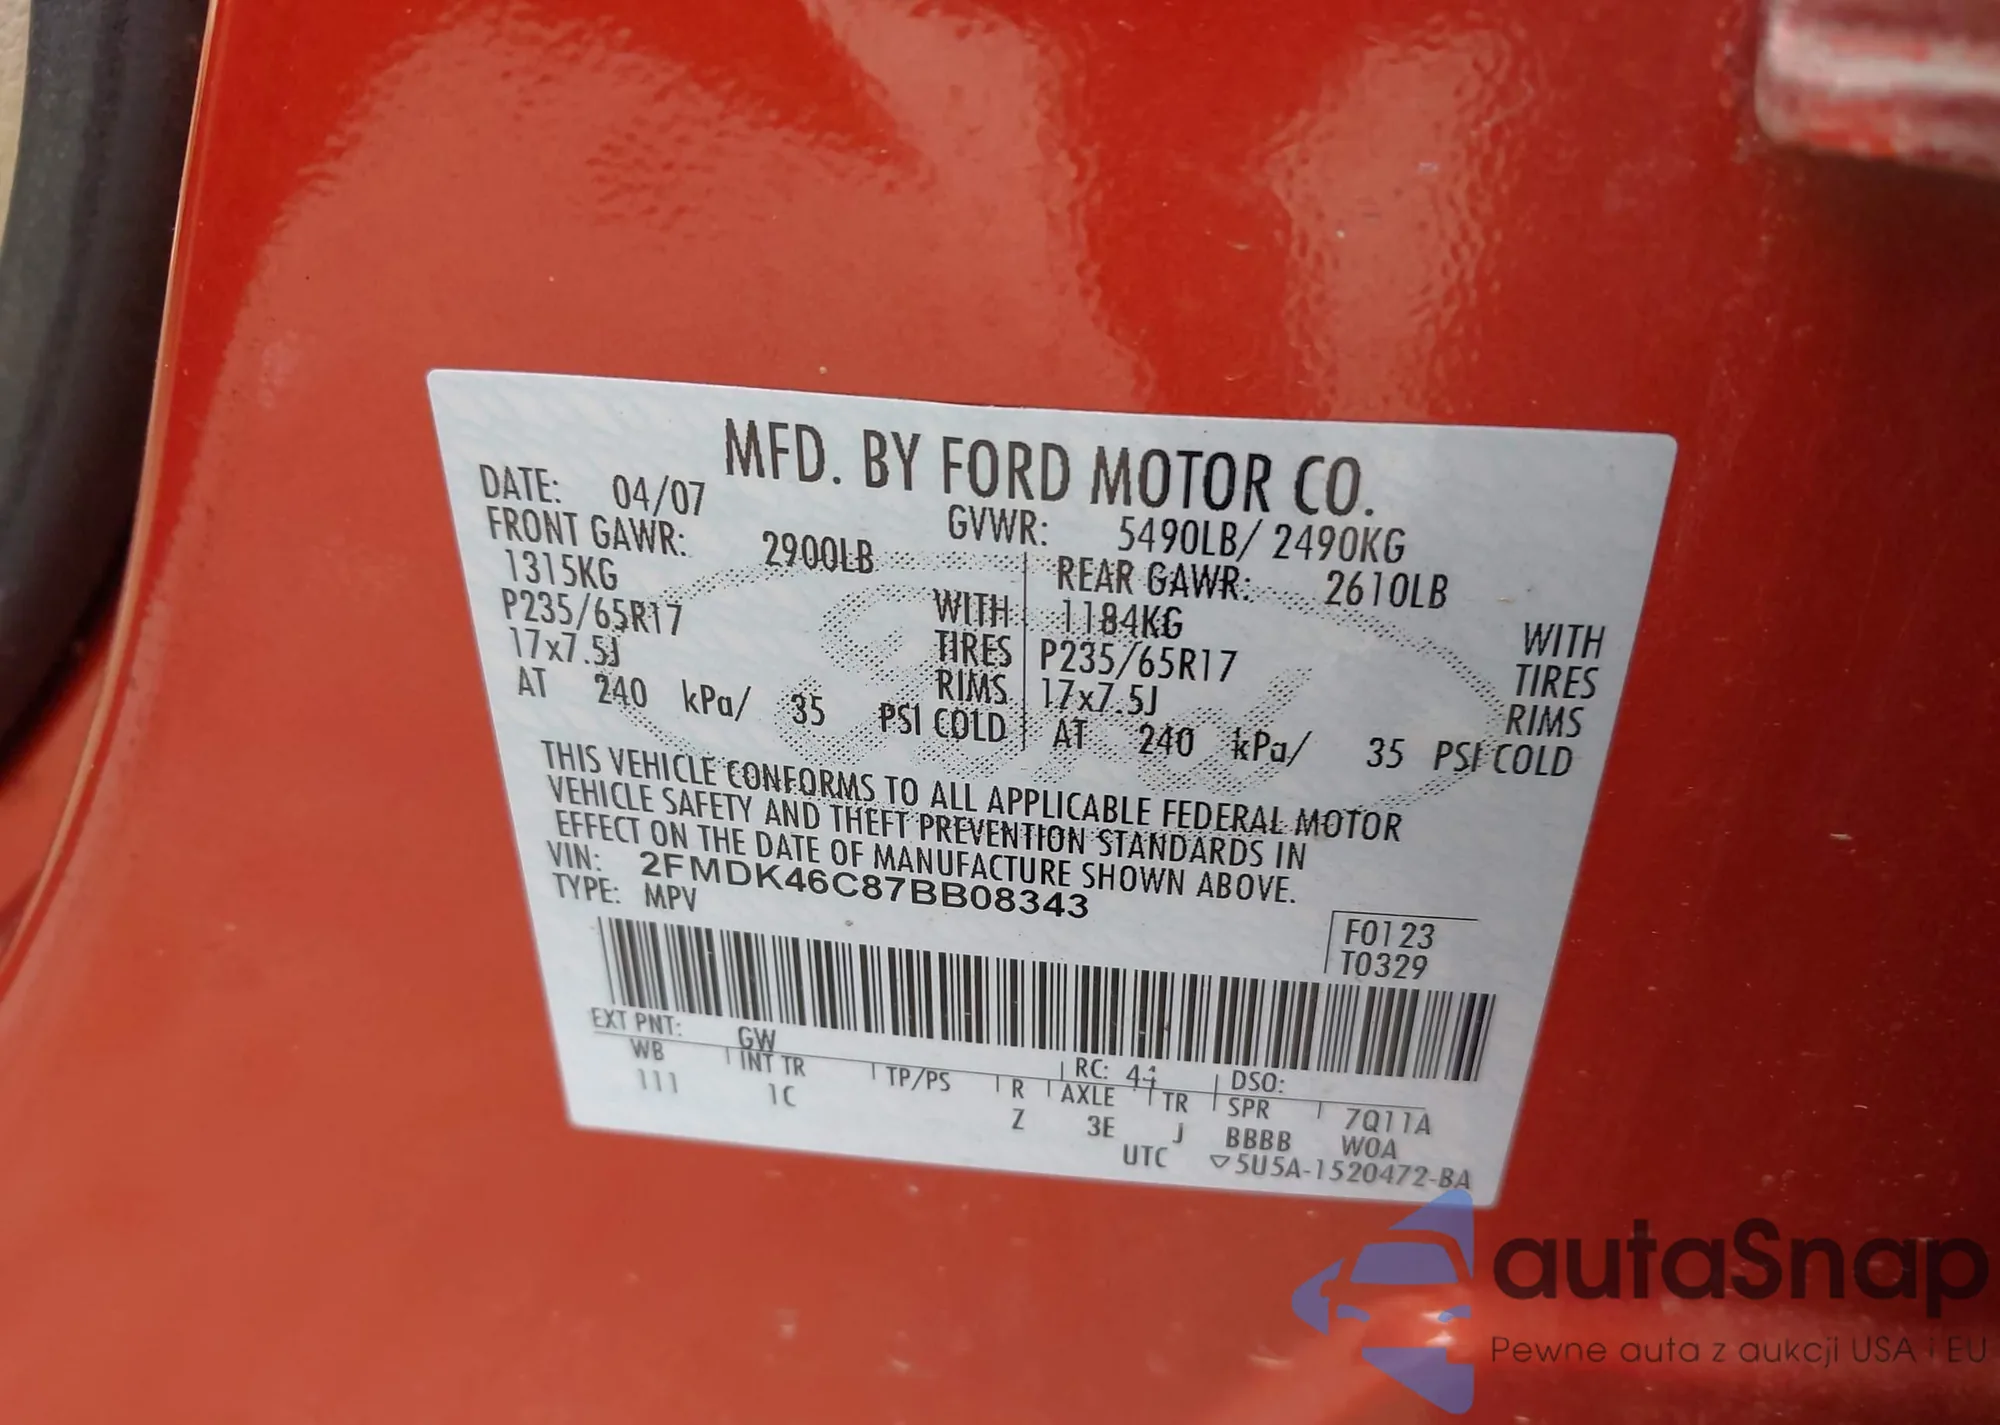 MFD. BY FORD MOTOR CO.
DATE: 04/07 GVWR: 5490LB/ 2490KG
FRONT GAWR: 2900LB REAR GAWR: 2610LB
1315KG WITH 1184KG WITH
P235/65R17 TIRES P235/65R17 TIRES
17x7.5J RIMS 17x7.5J RIMS
AT 240 kPa/ 35 PSI COLD AT 240 kPa/ 35 PSI COLD
THIS VEHICLE CONFORMS TO ALL APPLICABLE FEDERAL MOTOR
VEHICLE SAFETY AND THEFT PREVENTION STANDARDS IN
EFFECT ON THE DATE OF MANUFACTURE SHOWN ABOVE.
VIN: 2FMDK46C87BB08343
TYPE: MPV
F0123
T0329
EXT PNT: GW RC: 44 DSO:
WB INT TR TP/PS R AXLE TR SPR 7Q11A
111 1C Z 3E J BBBB W0A
UTC ▽5U5A-1520472-BA
autaSnap
Pewne auta z aukcji USA i EU